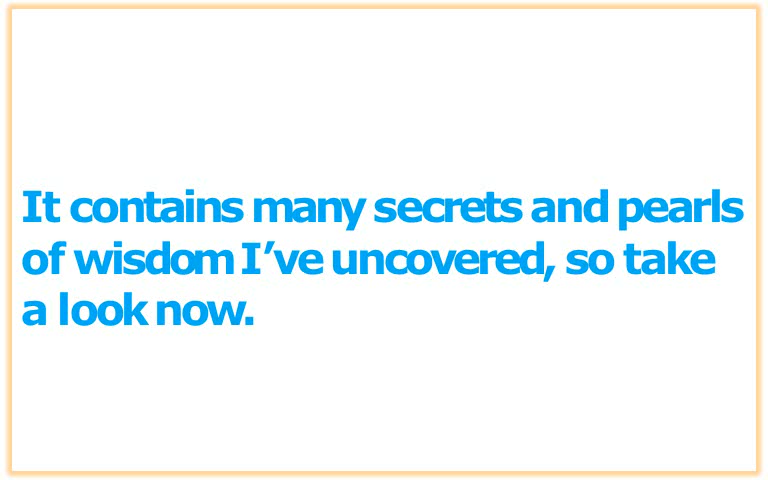 It contains many secrets and pearls
of wisdom I’ve uncovered, so take
a look now.